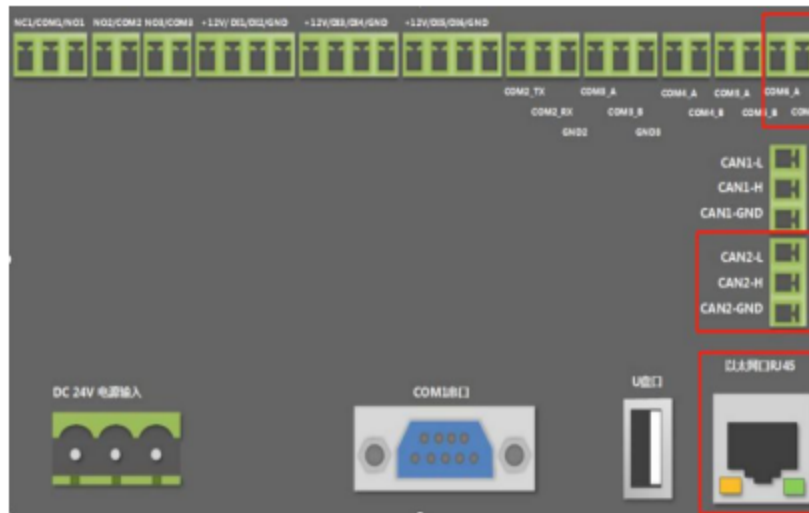 NC1/COM1/NO1 NO2/COM2 NO3/COM3 +12V/ DI1/DI2/GND +12V/DI3/DI4/GND +12V/DI5/DI6/GND
COM2_TX COM3_A COM4_A COM5_A COM6_A
COM2_RX COM3_B COM4_B COM5_B
GND2 GND3
CAN1-L
CAN1-H
CAN1-GND
CAN2-L
CAN2-H
CAN2-GND
以太网口RJ45
DC 24V 电源输入
COM1串口
U盘口